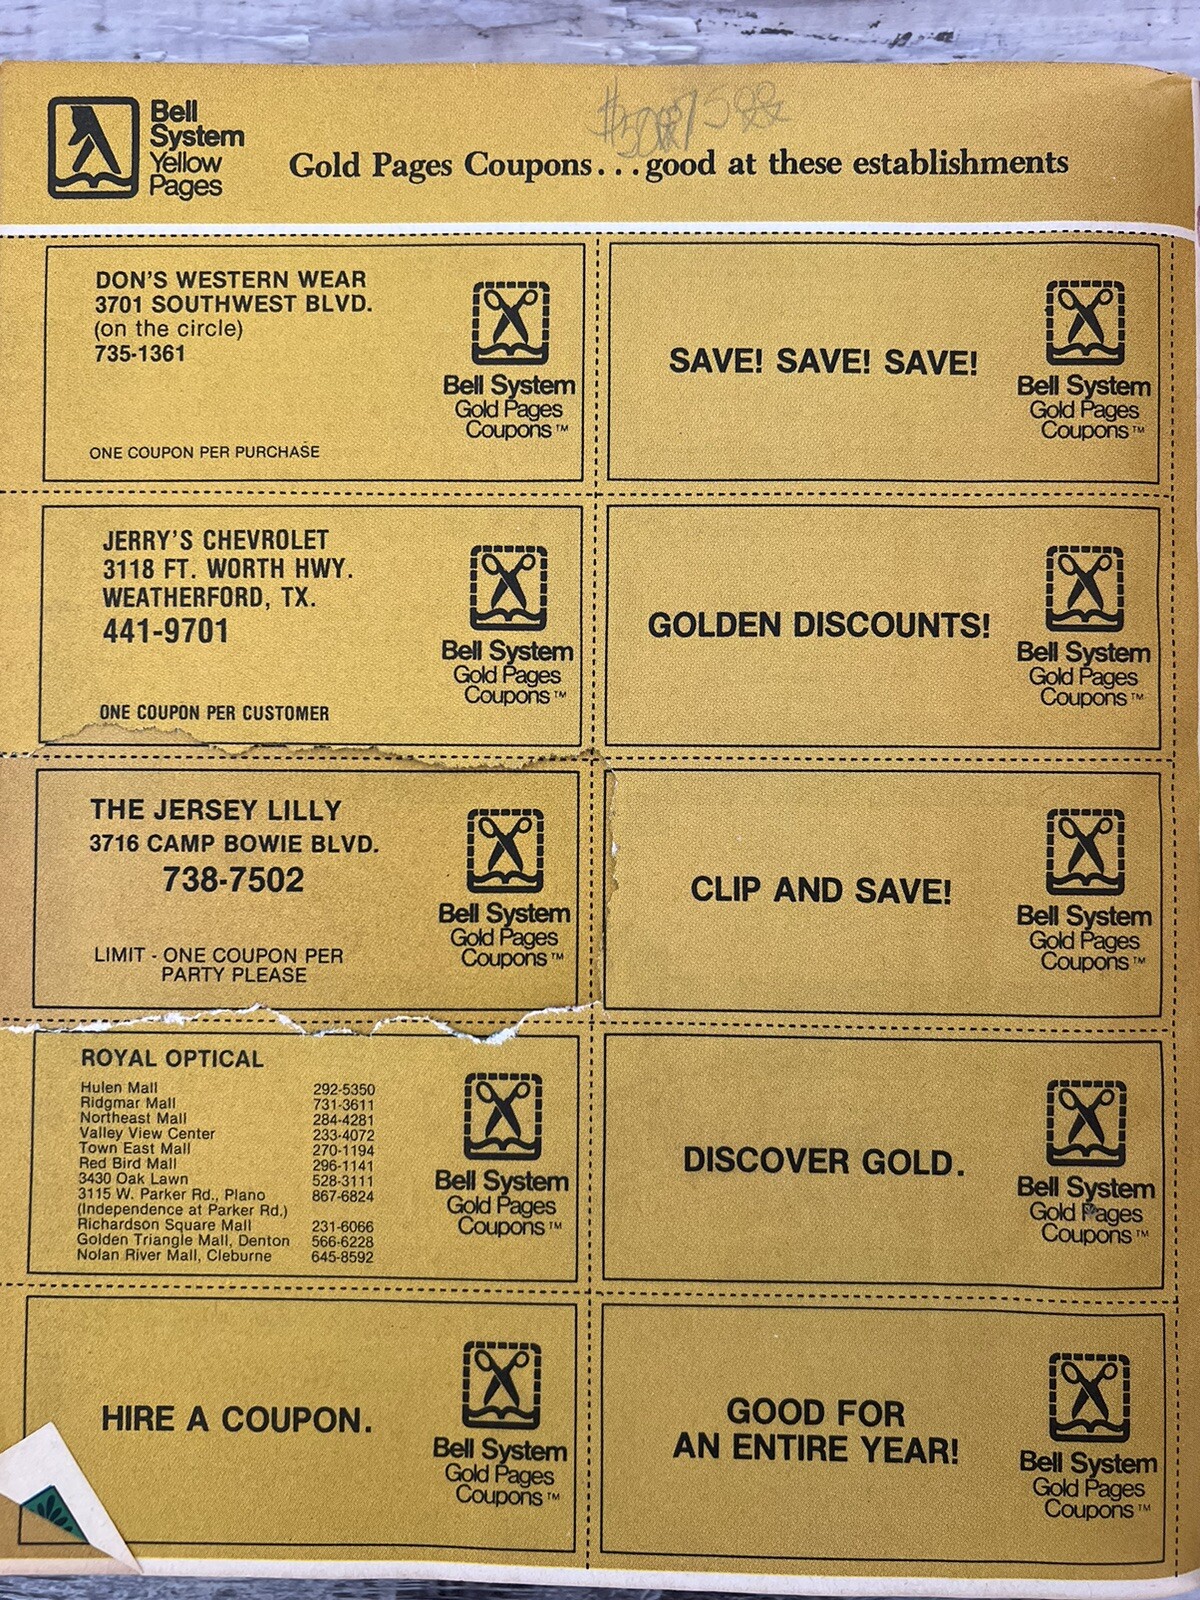 Bell
System
Yellow
Pages
Gold Pages Coupons...good at these establishments
DON'S WESTERN WEAR
3701 SOUTHWEST BLVD.
(on the circle)
735-1361
ONE COUPON PER PURCHASE
Bell System
Gold Pages
Coupons™
SAVE! SAVE! SAVE!
Bell System
Gold Pages
Coupons™
JERRY'S CHEVROLET
3118 FT. WORTH HWY.
WEATHERFORD, TX.
441-9701
ONE COUPON PER CUSTOMER
Bell System
Gold Pages
Coupons™
GOLDEN DISCOUNTS!
Bell System
Gold Pages
Coupons™
THE JERSEY LILLY
3716 CAMP BOWIE BLVD.
738-7502
LIMIT - ONE COUPON PER
PARTY PLEASE
Bell System
Gold Pages
Coupons™
CLIP AND SAVE!
Bell System
Gold Pages
Coupons™
ROYAL OPTICAL
Hulen Mall 292-5350
Ridgmar Mall 731-3611
Northeast Mall 284-4281
Valley View Center 233-4072
Town East Mall 270-1194
Red Bird Mall 296-1141
3430 Oak Lawn 528-3111
3115 W. Parker Rd., Plano 867-6824
(Independence at Parker Rd.)
Richardson Square Mall 231-6066
Golden Triangle Mall, Denton 566-6228
Nolan River Mall, Cleburne 645-8592
Bell System
Gold Pages
Coupons™
DISCOVER GOLD.
Bell System
Gold Pages
Coupons™
HIRE A COUPON.
Bell System
Gold Pages
Coupons™
GOOD FOR
AN ENTIRE YEAR!
Bell System
Gold Pages
Coupons™